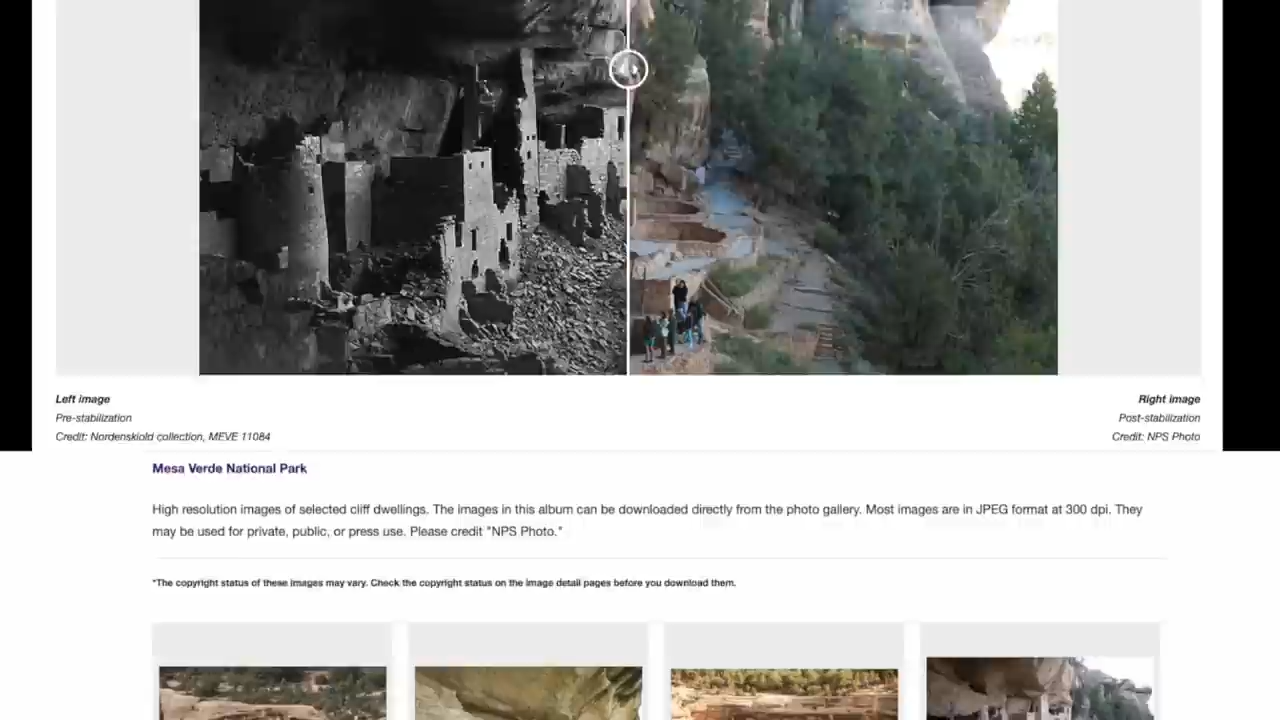 Left image
Right image
Pre-stabilization
Post-stabilization
Credit: Nordenskiold collection, MEVE 11084
Credit: NPS Photo
Mesa Verde National Park
High resolution images of selected cliff dwellings. The images in this album can be downloaded directly from the photo gallery. Most images are in JPEG format at 300 dpi. They
may be used for private, public, or press use. Please credit "NPS Photo."
*The copyright status of these images may vary. Check the copyright status on the image detail pages before you download them.